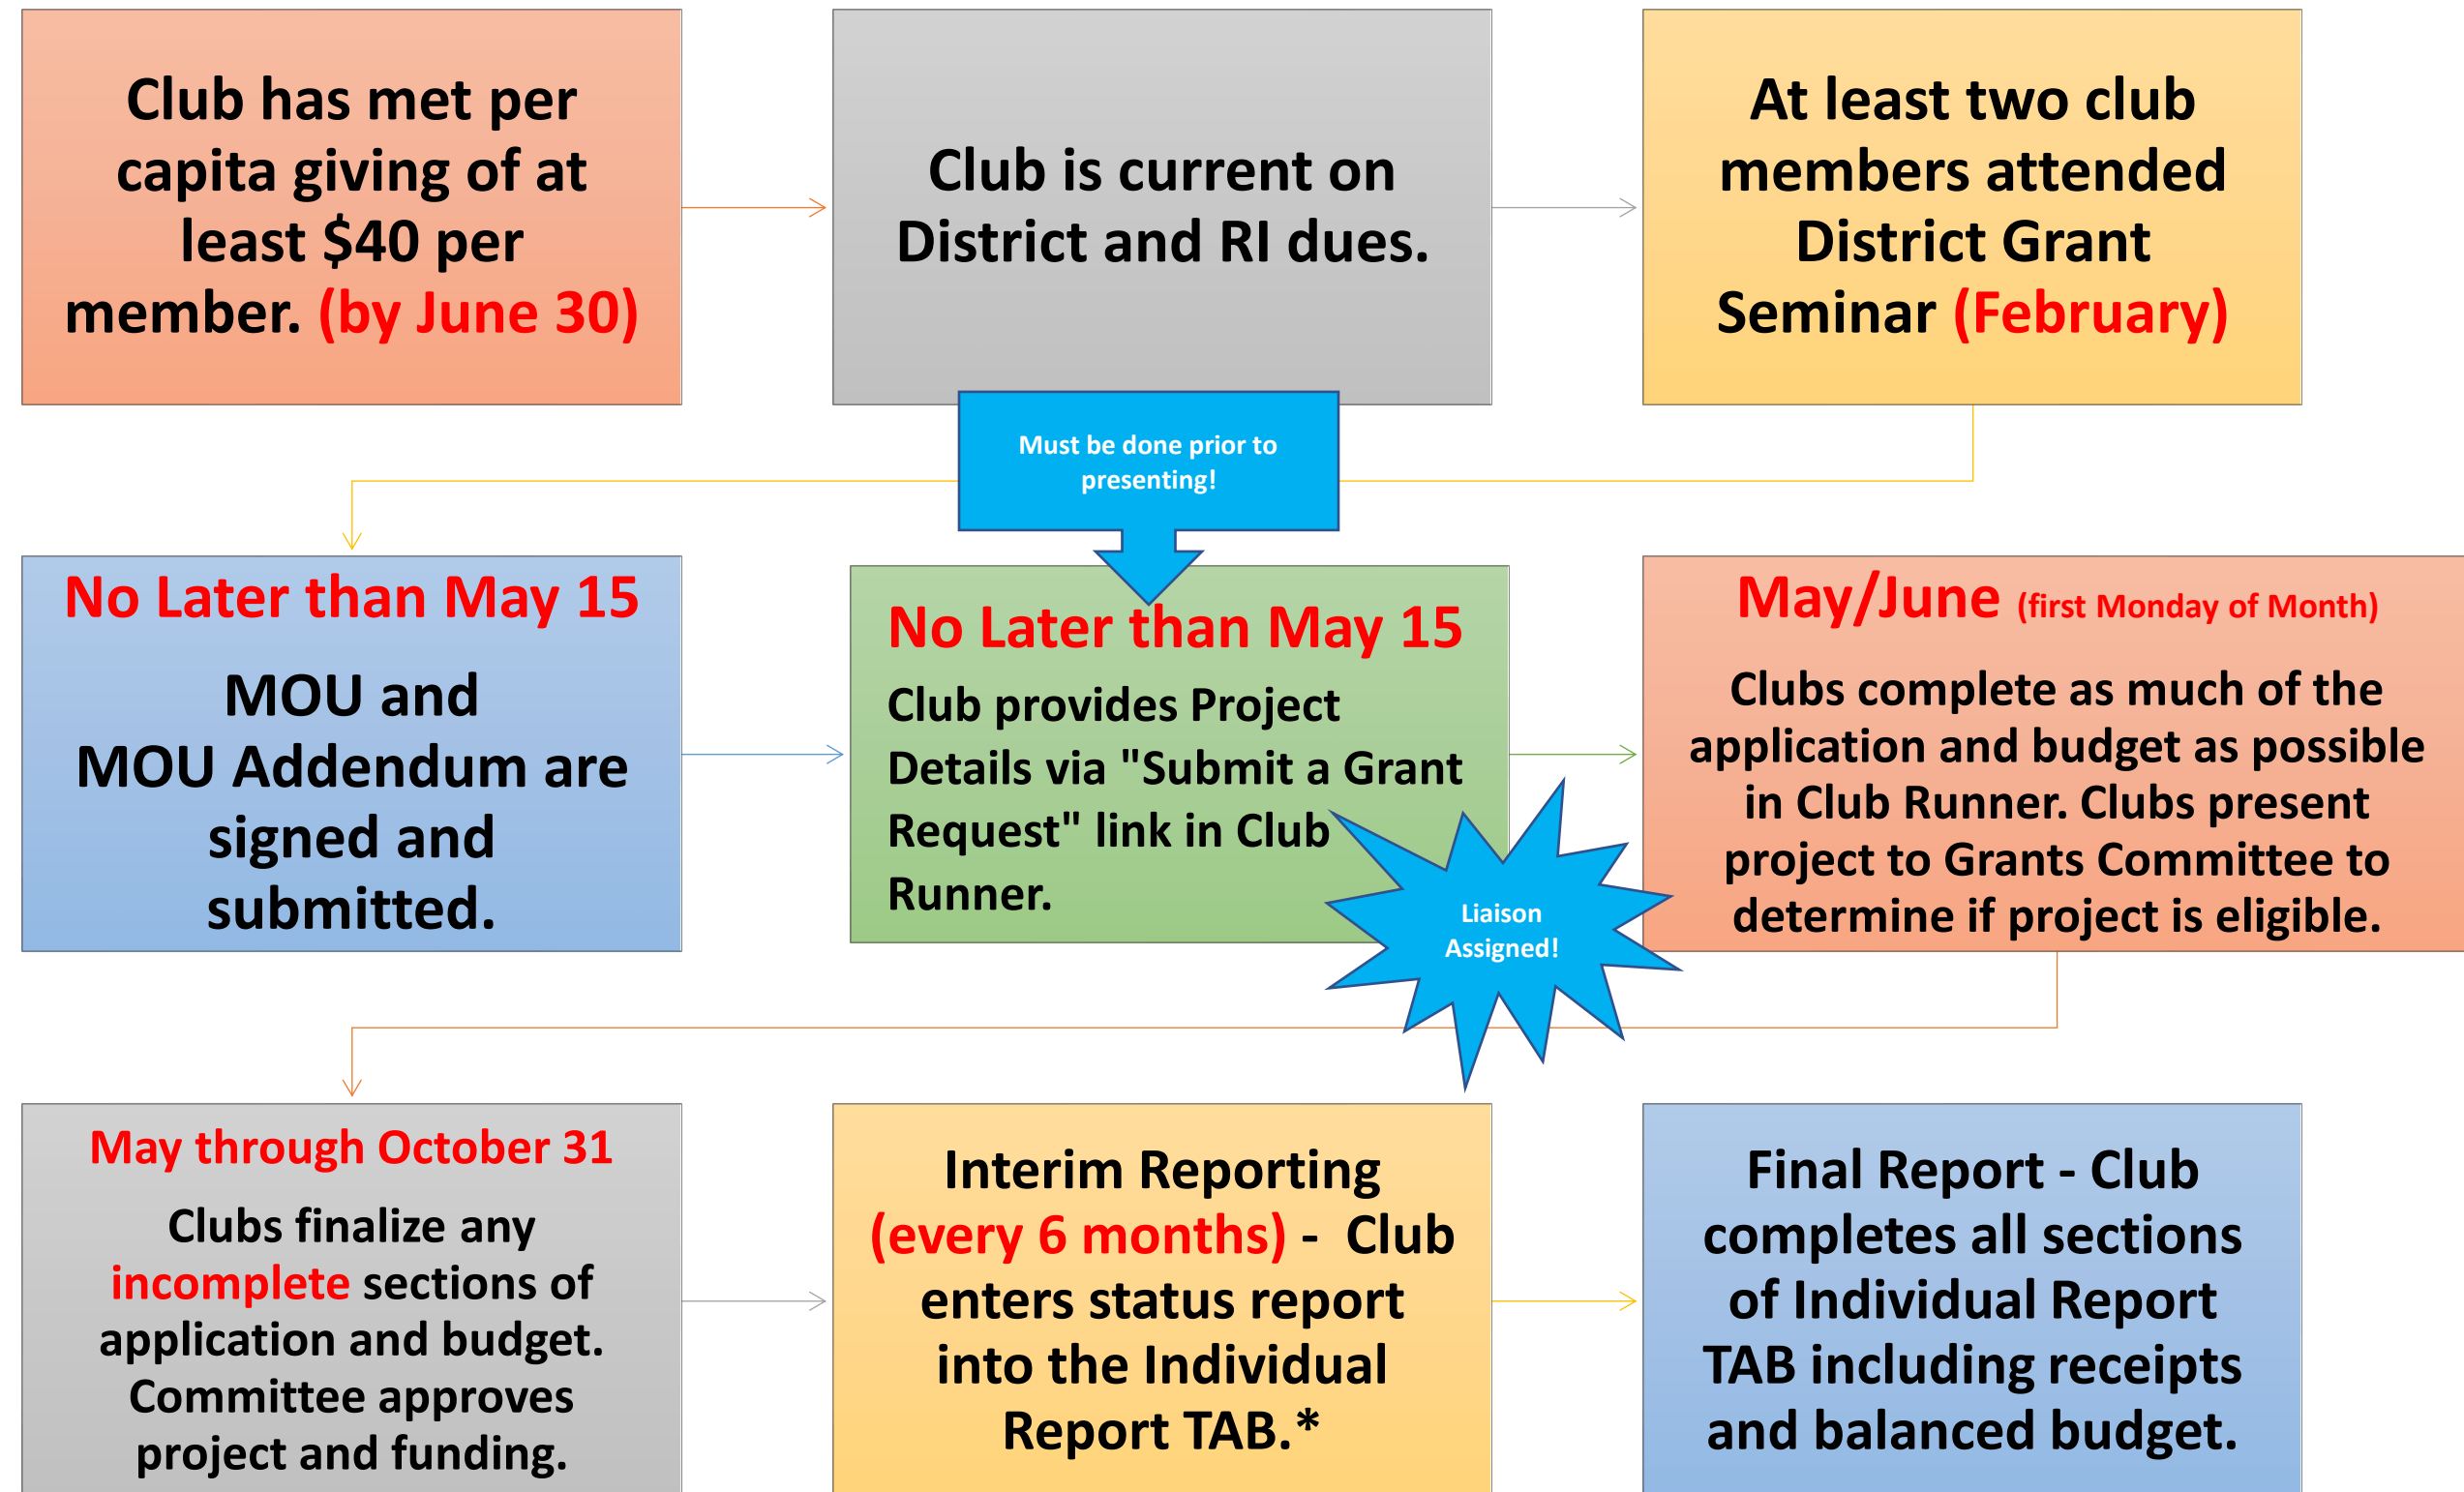 Club has met per
capita giving of at
least $40 per
member. (by June 30)
Club is current on
District and RI dues.
At least two club
members attended
District Grant
Seminar (February)
Must be done prior to
presenting!
No Later than May 15
MOU and
MOU Addendum are
signed and
submitted.
No Later than May 15
Club provides Project
Details via "Submit a Grant
Request" link in Club
Runner.
Liaison
Assigned!
May/June (first Monday of Month)
Clubs complete as much of the
application and budget as possible
in Club Runner. Clubs present
project to Grants Committee to
determine if project is eligible.
May through October 31
Clubs finalize any
incomplete sections of
application and budget.
Committee approves
project and funding.
Interim Reporting
(every 6 months) - Club
enters status report
into the Individual
Report TAB.*
Final Report - Club
completes all sections
of Individual Report
TAB including receipts
and balanced budget.